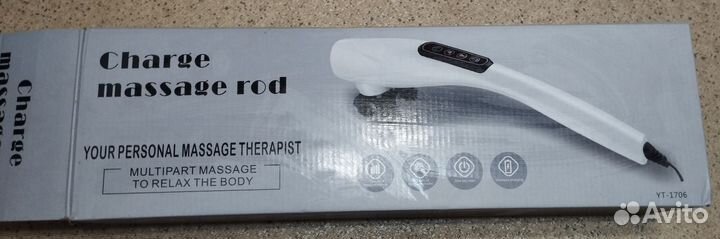 Charge
massage rod
YOUR PERSONAL MASSAGE THERAPIST
MULTIPART MASSAGE
TO RELAX THE BODY
YT-1706
Charge
massage
Avito